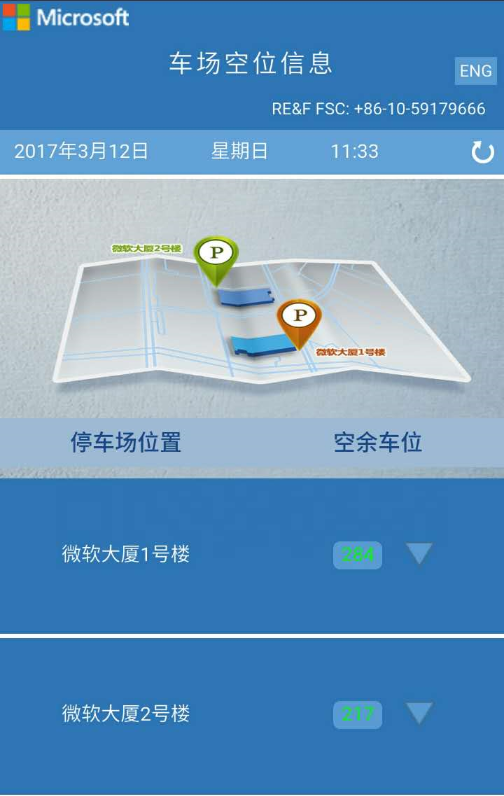 Microsoft
车场空位信息
ENG
RE&F FSC: +86-10-59179666
2017年3月12日 星期日 11:33
微软大厦2号楼
P
P
微软大厦1号楼
停车场位置 空余车位
微软大厦1号楼 284
微软大厦2号楼 217